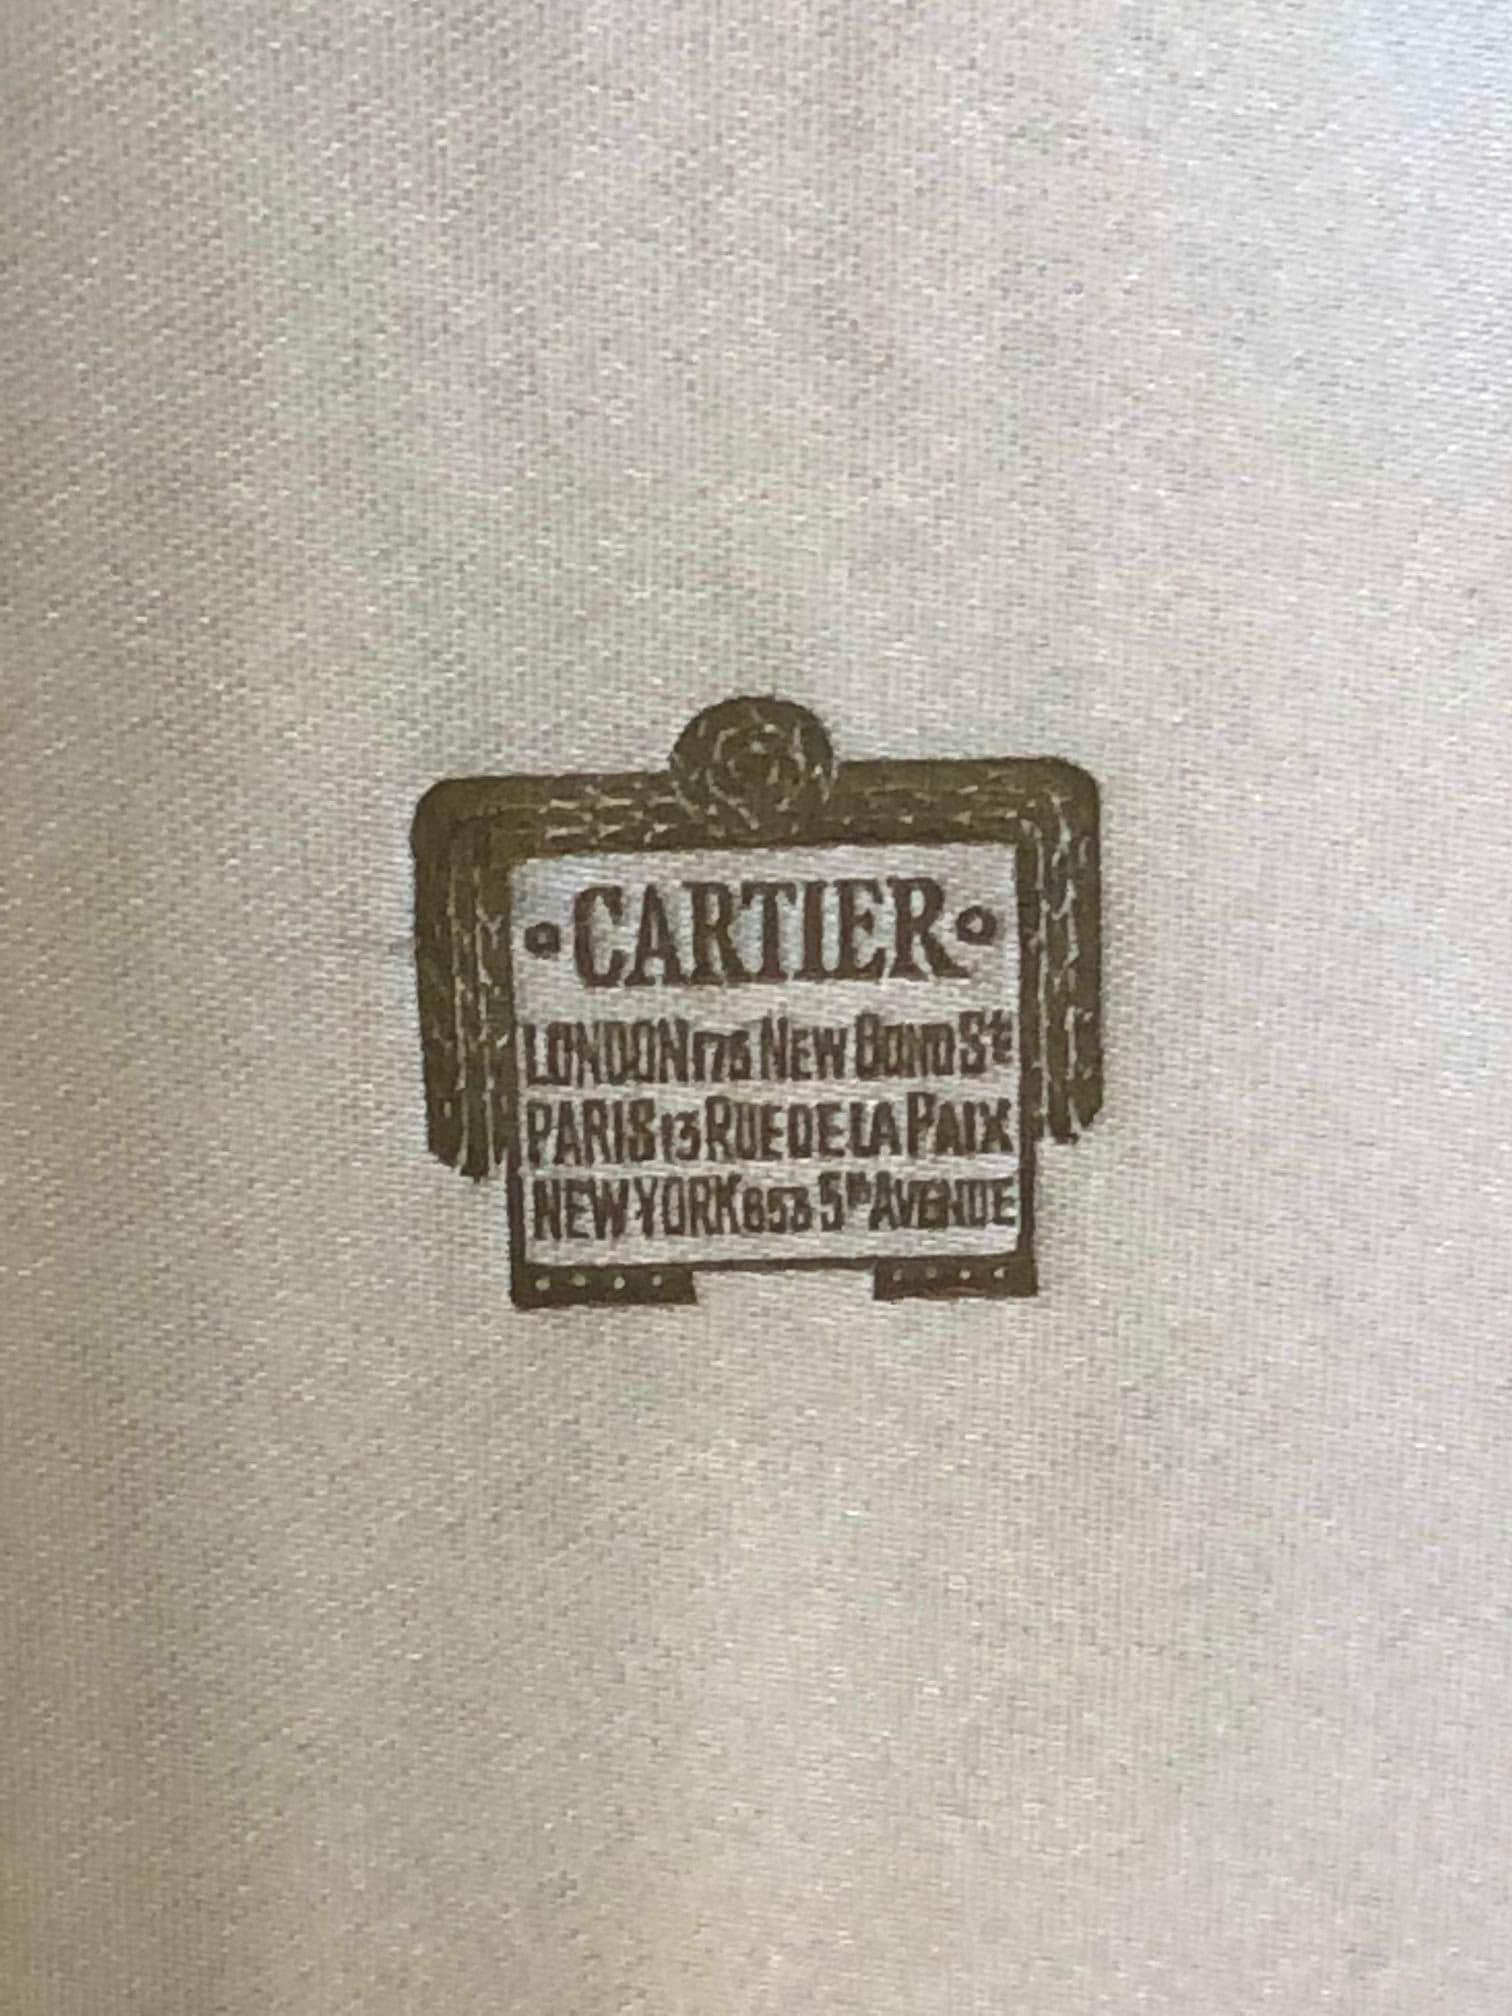 CARTIER
LONDON 175 NEW BOND St
PARIS 13 RUE DE LA PAIX
NEW YORK 653 5th AVENUE